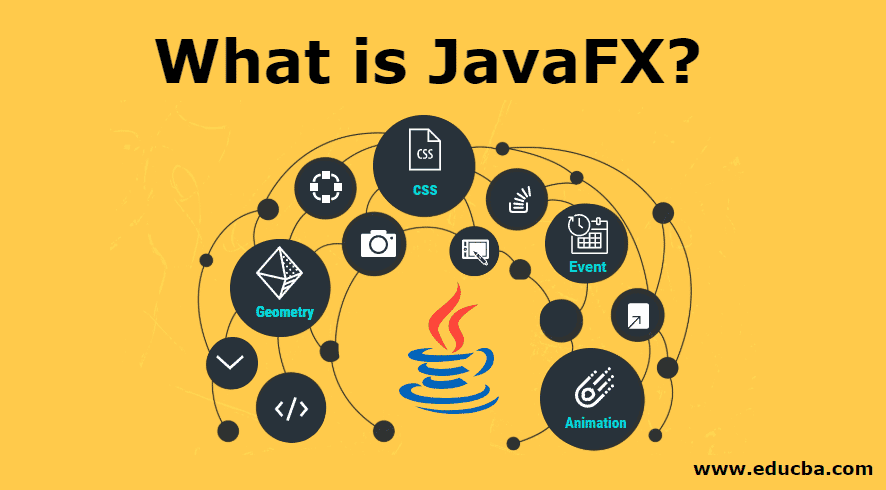 What is JavaFX?
CSS
CSS
Event
Geometry
</>
Animation
www.educba.com